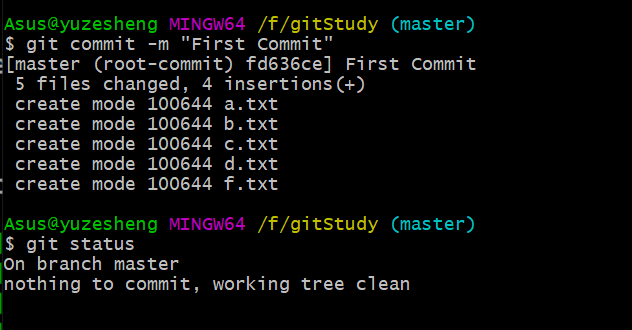 Asus@yuzesheng MINGW64 /f/gitStudy (master)
$ git commit -m "First Commit"
[master (root-commit) fd636ce] First Commit
 5 files changed, 4 insertions(+)
 create mode 100644 a.txt
 create mode 100644 b.txt
 create mode 100644 c.txt
 create mode 100644 d.txt
 create mode 100644 f.txt
Asus@yuzesheng MINGW64 /f/gitStudy (master)
$ git status
On branch master
nothing to commit, working tree clean